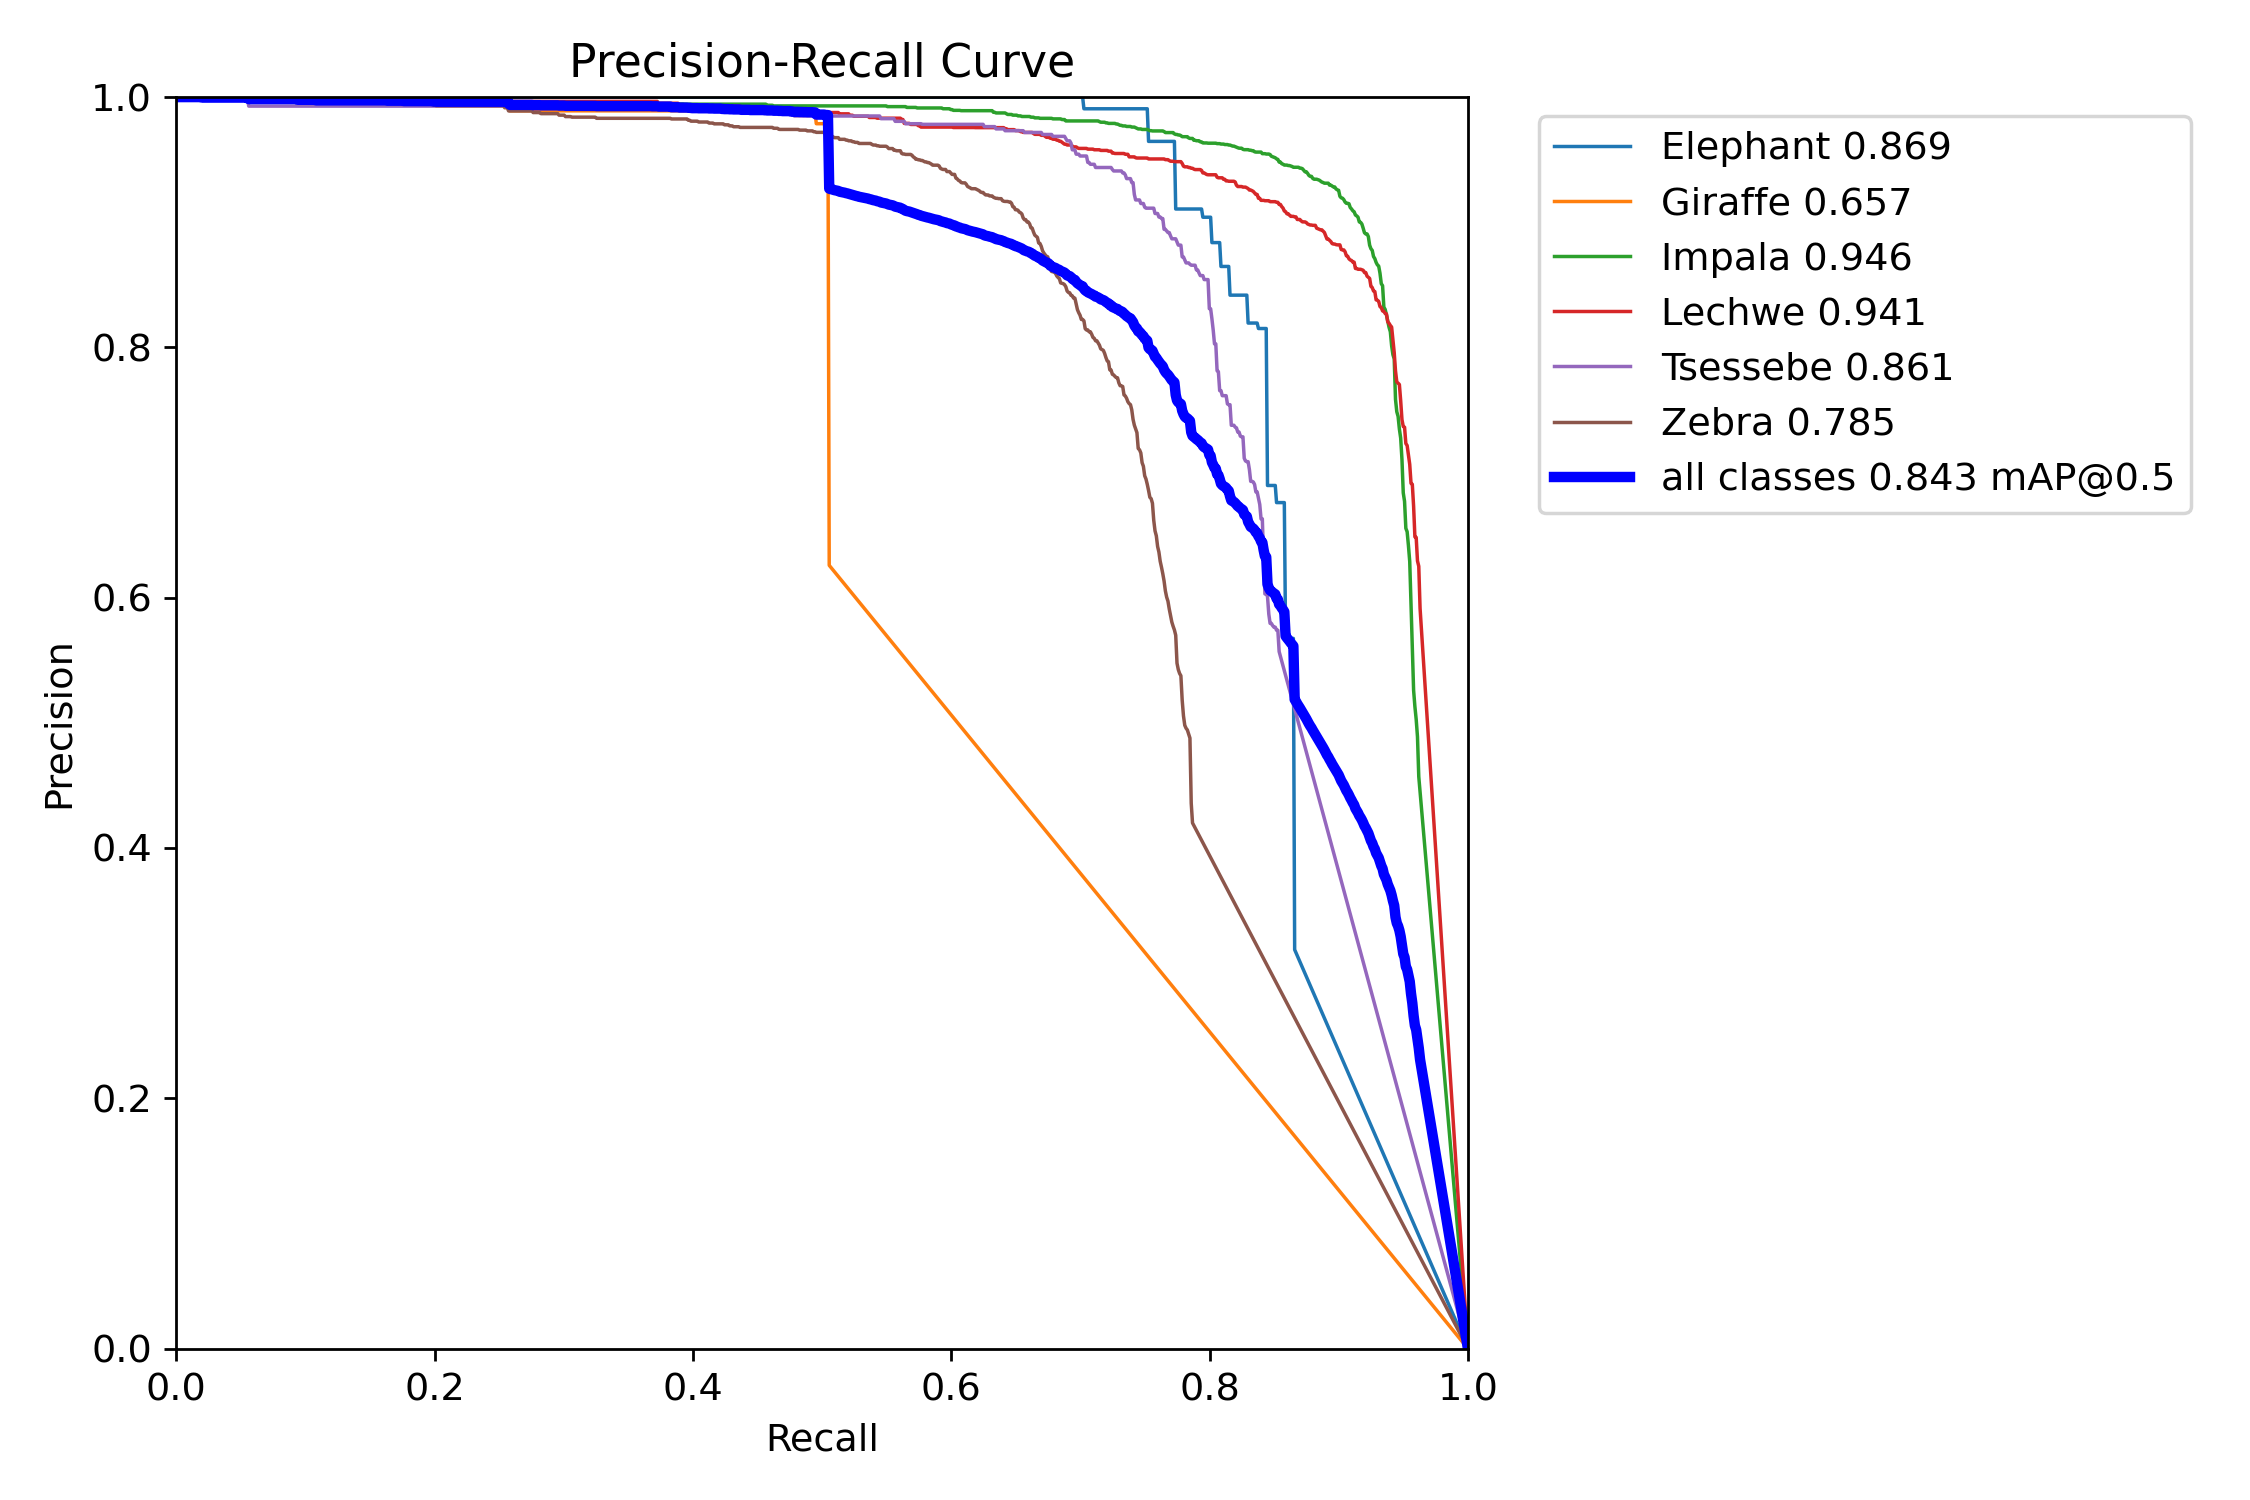 Precision-Recall Curve
1.0
0.8
0.6
0.4
0.2
0.0
Precision
0.0 0.2 0.4 0.6 0.8 1.0
Recall
Elephant 0.869
Giraffe 0.657
Impala 0.946
Lechwe 0.941
Tsessebe 0.861
Zebra 0.785
all classes 0.843 mAP@0.5